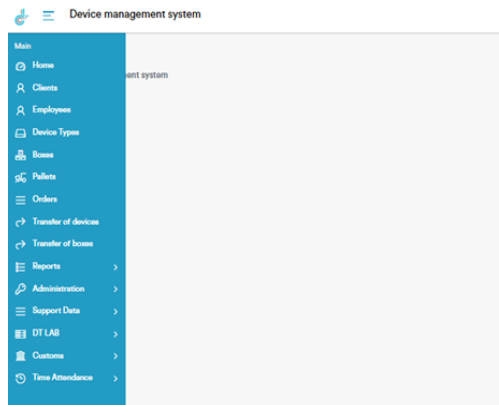 Device management system
Main
Home
ent system
Clients
Employees
Device Types
Boxes
Pallets
Orders
Transfer of devices
Transfer of boxes
Reports
Administration
Support Data
DT LAB
Customs
Time Attendance